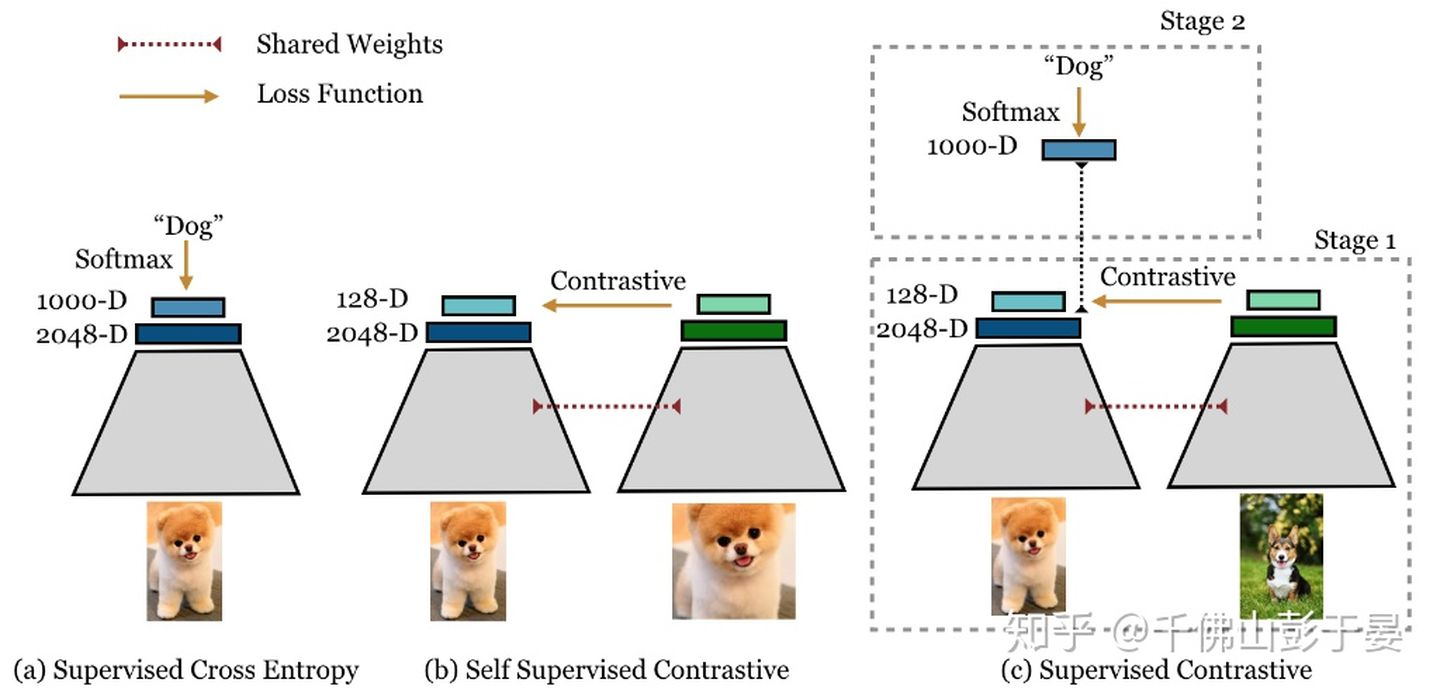 Shared Weights
Loss Function
“Dog”
Softmax
1000-D
2048-D
(a) Supervised Cross Entropy
Contrastive
128-D
2048-D
(b) Self Supervised Contrastive
Stage 2
“Dog”
Softmax
1000-D
Stage 1
Contrastive
128-D
2048-D
(c) Supervised Contrastive
知乎 @千佛山彭于晏